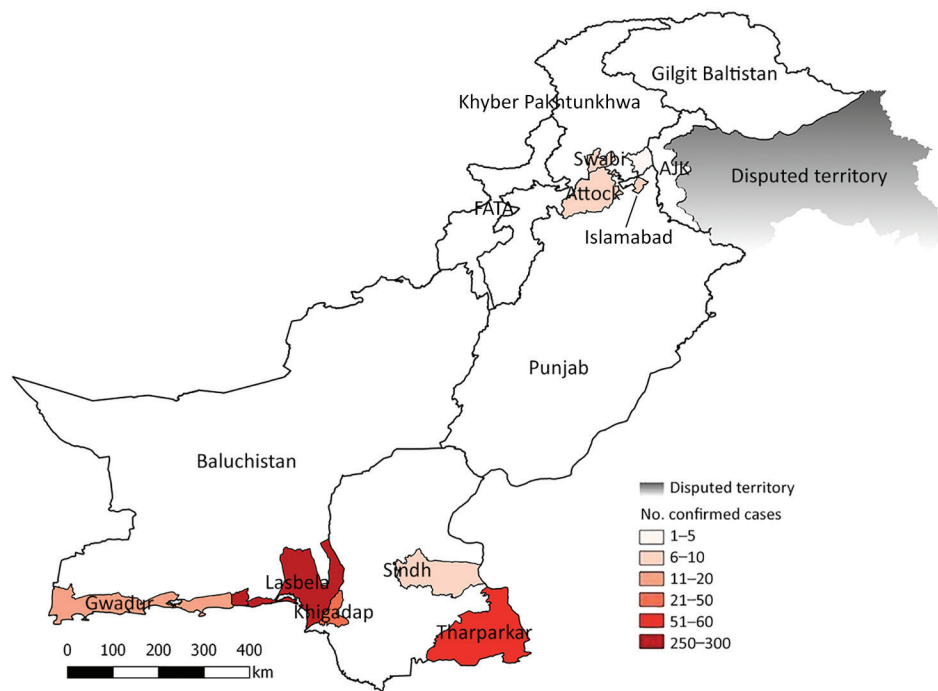 Gilgit Baltistan
Khyber Pakhtunkhwa
Swabi
AJK
Disputed territory
Attock
FATA
Islamabad
Punjab
Baluchistan
Disputed territory
No. confirmed cases
1–5
6–10
11–20
21–50
51–60
250–300
Sindh
Lasbela
Gwadur
Khigadap
Tharparkar
0 100 200 300 400
km